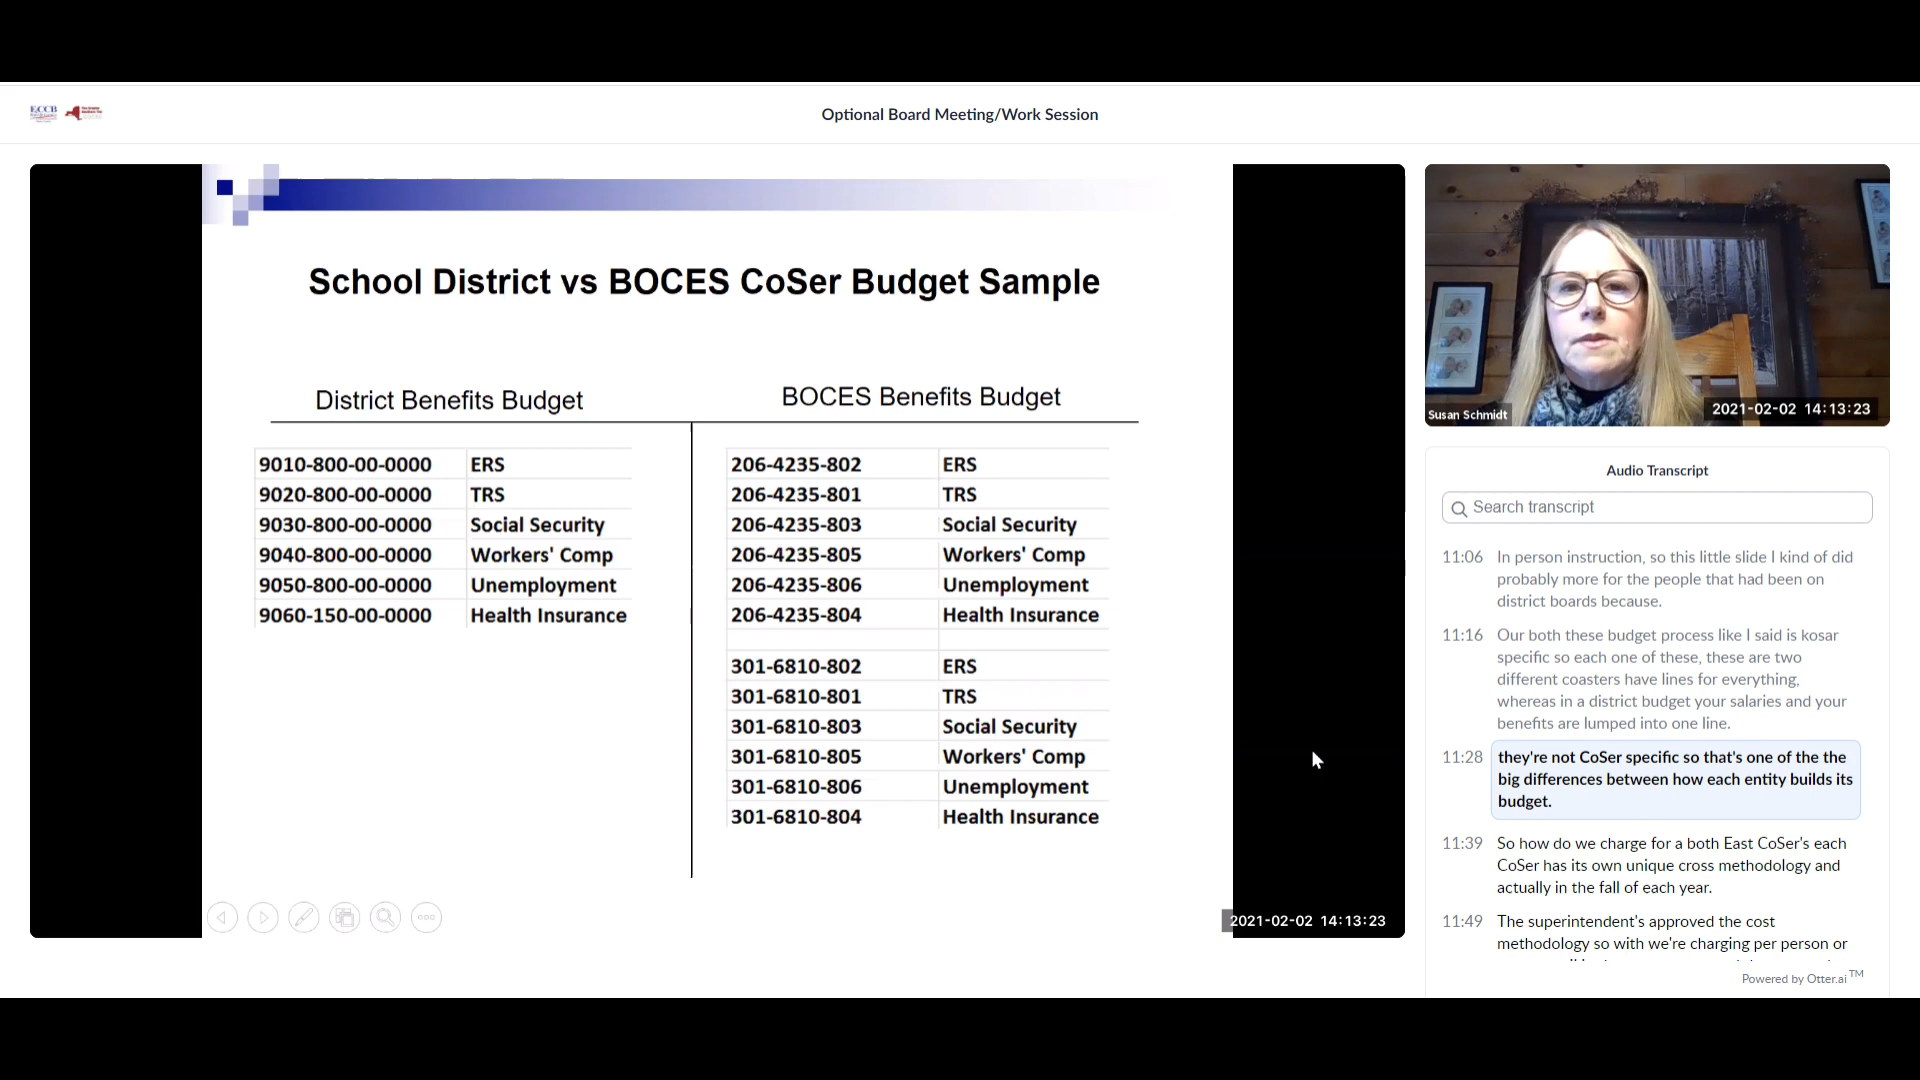 ECCB
Optional Board Meeting/Work Session
School District vs BOCES CoSer Budget Sample
District Benefits Budget
9010-800-00-0000 ERS
9020-800-00-0000 TRS
9030-800-00-0000 Social Security
9040-800-00-0000 Workers' Comp
9050-800-00-0000 Unemployment
9060-150-00-0000 Health Insurance
BOCES Benefits Budget
206-4235-802 ERS
206-4235-801 TRS
206-4235-803 Social Security
206-4235-805 Workers' Comp
206-4235-806 Unemployment
206-4235-804 Health Insurance
301-6810-802 ERS
301-6810-801 TRS
301-6810-803 Social Security
301-6810-805 Workers' Comp
301-6810-806 Unemployment
301-6810-804 Health Insurance
2021-02-02 14:13:23
Susan Schmidt
2021-02-02 14:13:23
Audio Transcript
Search transcript
11:06 In person instruction, so this little slide I kind of did
probably more for the people that had been on
district boards because.
11:16 Our both these budget process like I said is kosar
specific so each one of these, these are two
different coasters have lines for everything,
whereas in a district budget your salaries and your
benefits are lumped into one line.
11:28 they're not CoSer specific so that's one of the the
big differences between how each entity builds its
budget.
11:39 So how do we charge for a both East CoSer's each
CoSer has its own unique cross methodology and
actually in the fall of each year.
11:49 The superintendent's approved the cost
methodology so with we're charging per person or
Powered by Otter.ai TM